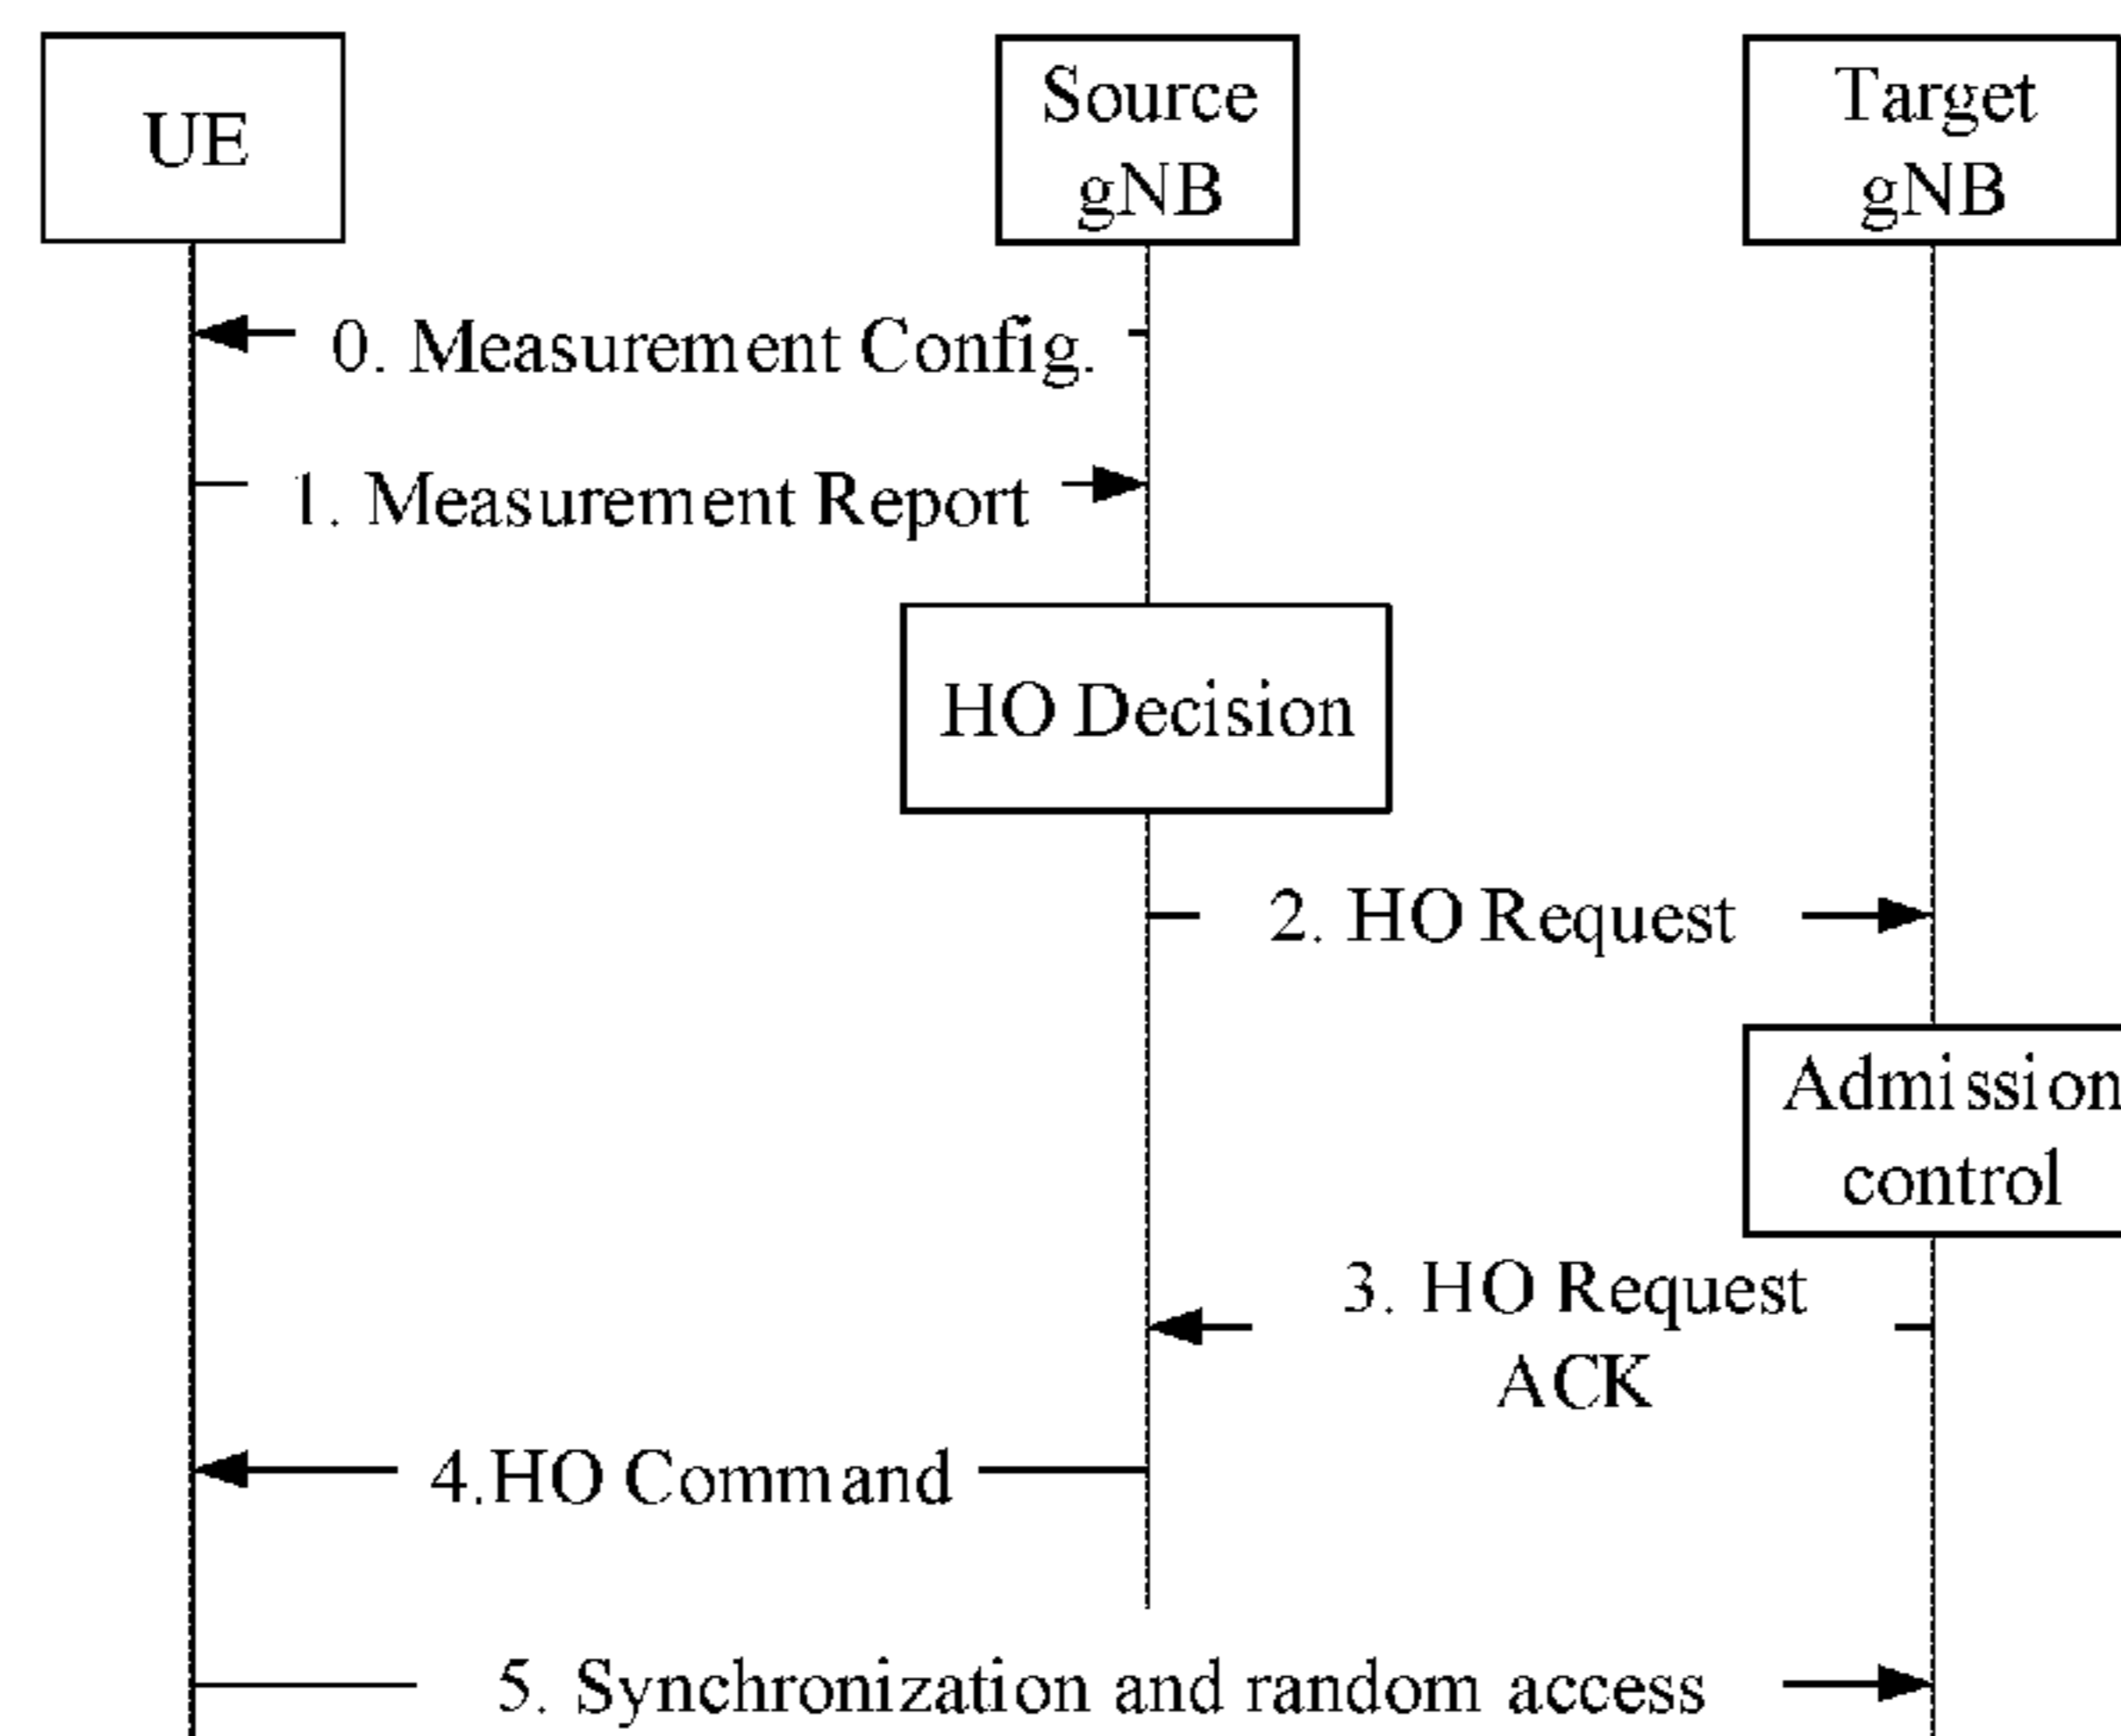 UE
Source
gNB
Target
gNB
0. Measurement Config.
1. Measurement Report
HO Decision
2. HO Request
Admission
control
3. HO Request
ACK
4.HO Command
5. Synchronization and random access